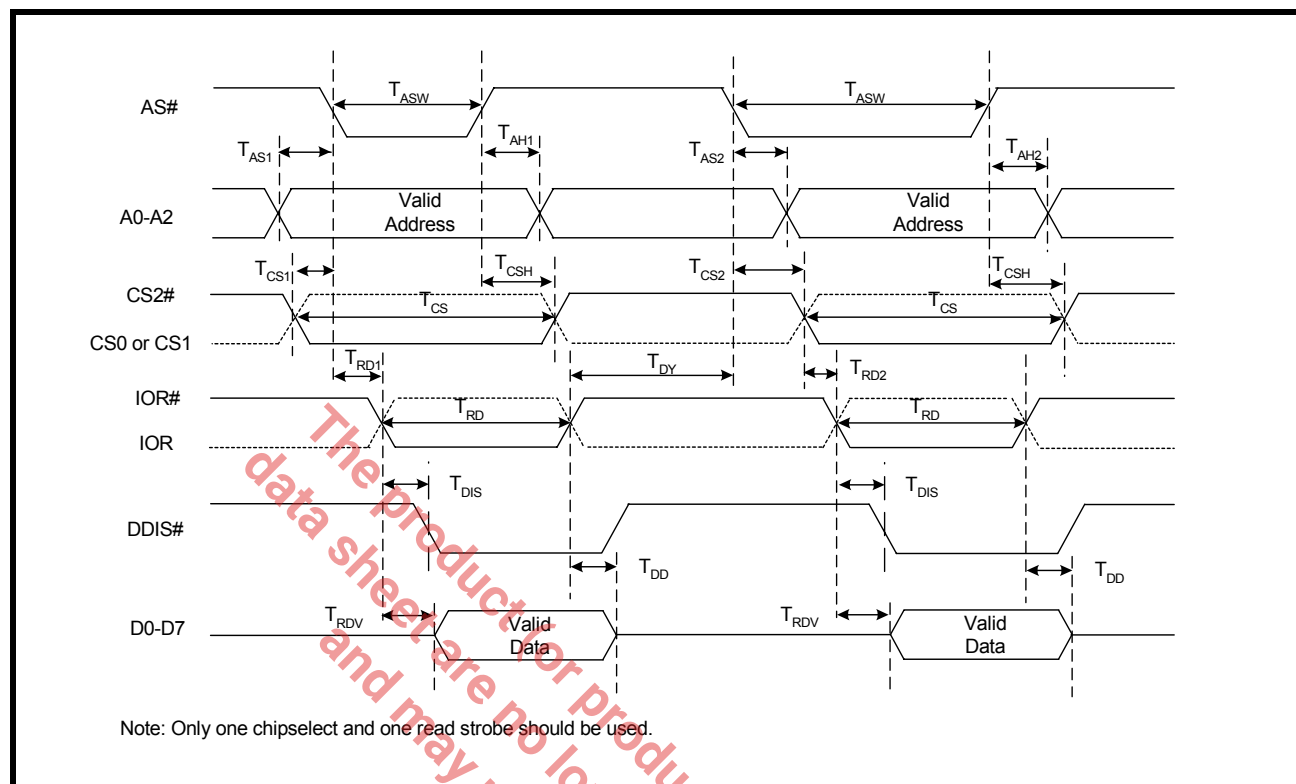 AS#
T_ASW
T_ASW
T_AS1
T_AH1
T_AS2
T_AH2
A0-A2
Valid
Address
Valid
Address
T_CS1
T_CSH
T_CS2
T_CSH
CS2#
T_CS
T_CS
CS0 or CS1
T_RD1
T_DY
T_RD2
IOR#
T_RD
T_RD
IOR
T_DIS
T_DIS
DDIS#
T_DD
T_DD
T_RDV
T_RDV
D0-D7
Valid
Data
Valid
Data
Note: Only one chipselect and one read strobe should be used.
The product (or produ
data sheet are no lo
and may